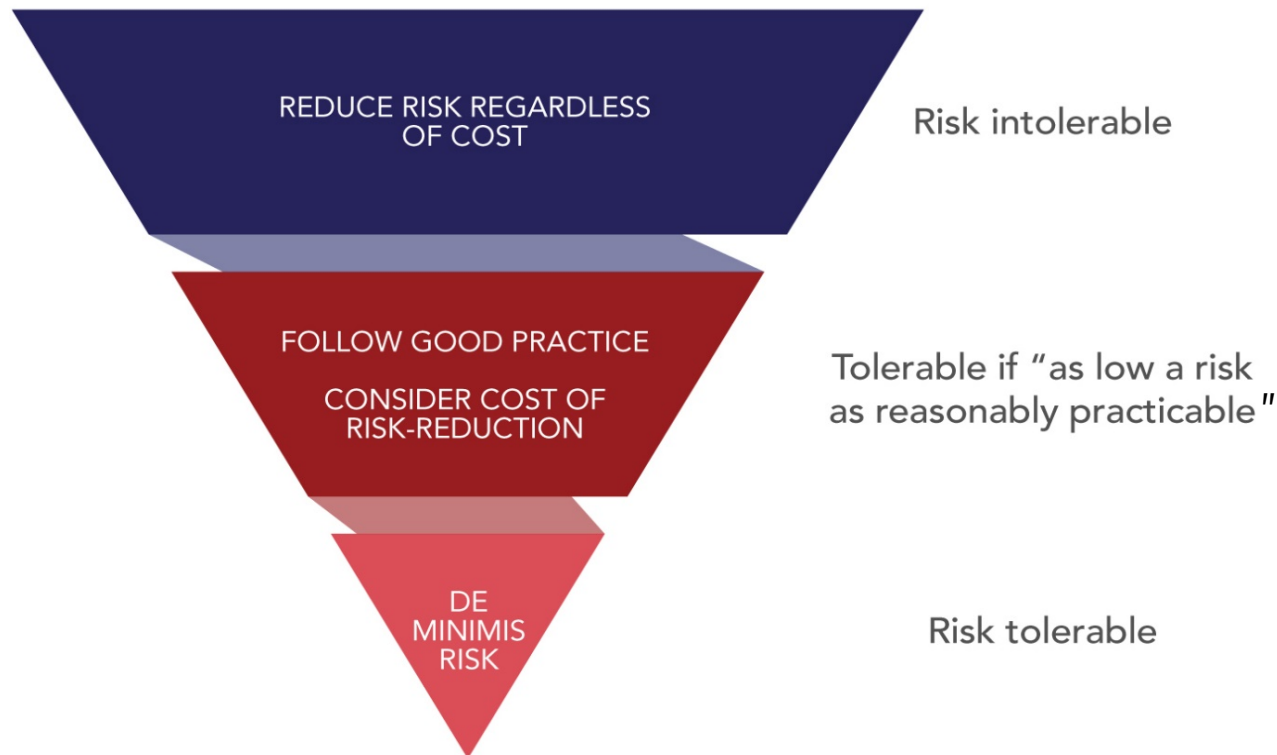 REDUCE RISK REGARDLESS
OF COST
Risk intolerable
FOLLOW GOOD PRACTICE
CONSIDER COST OF
RISK-REDUCTION
Tolerable if “as low a risk
as reasonably practicable"
DE
MINIMIS
RISK
Risk tolerable